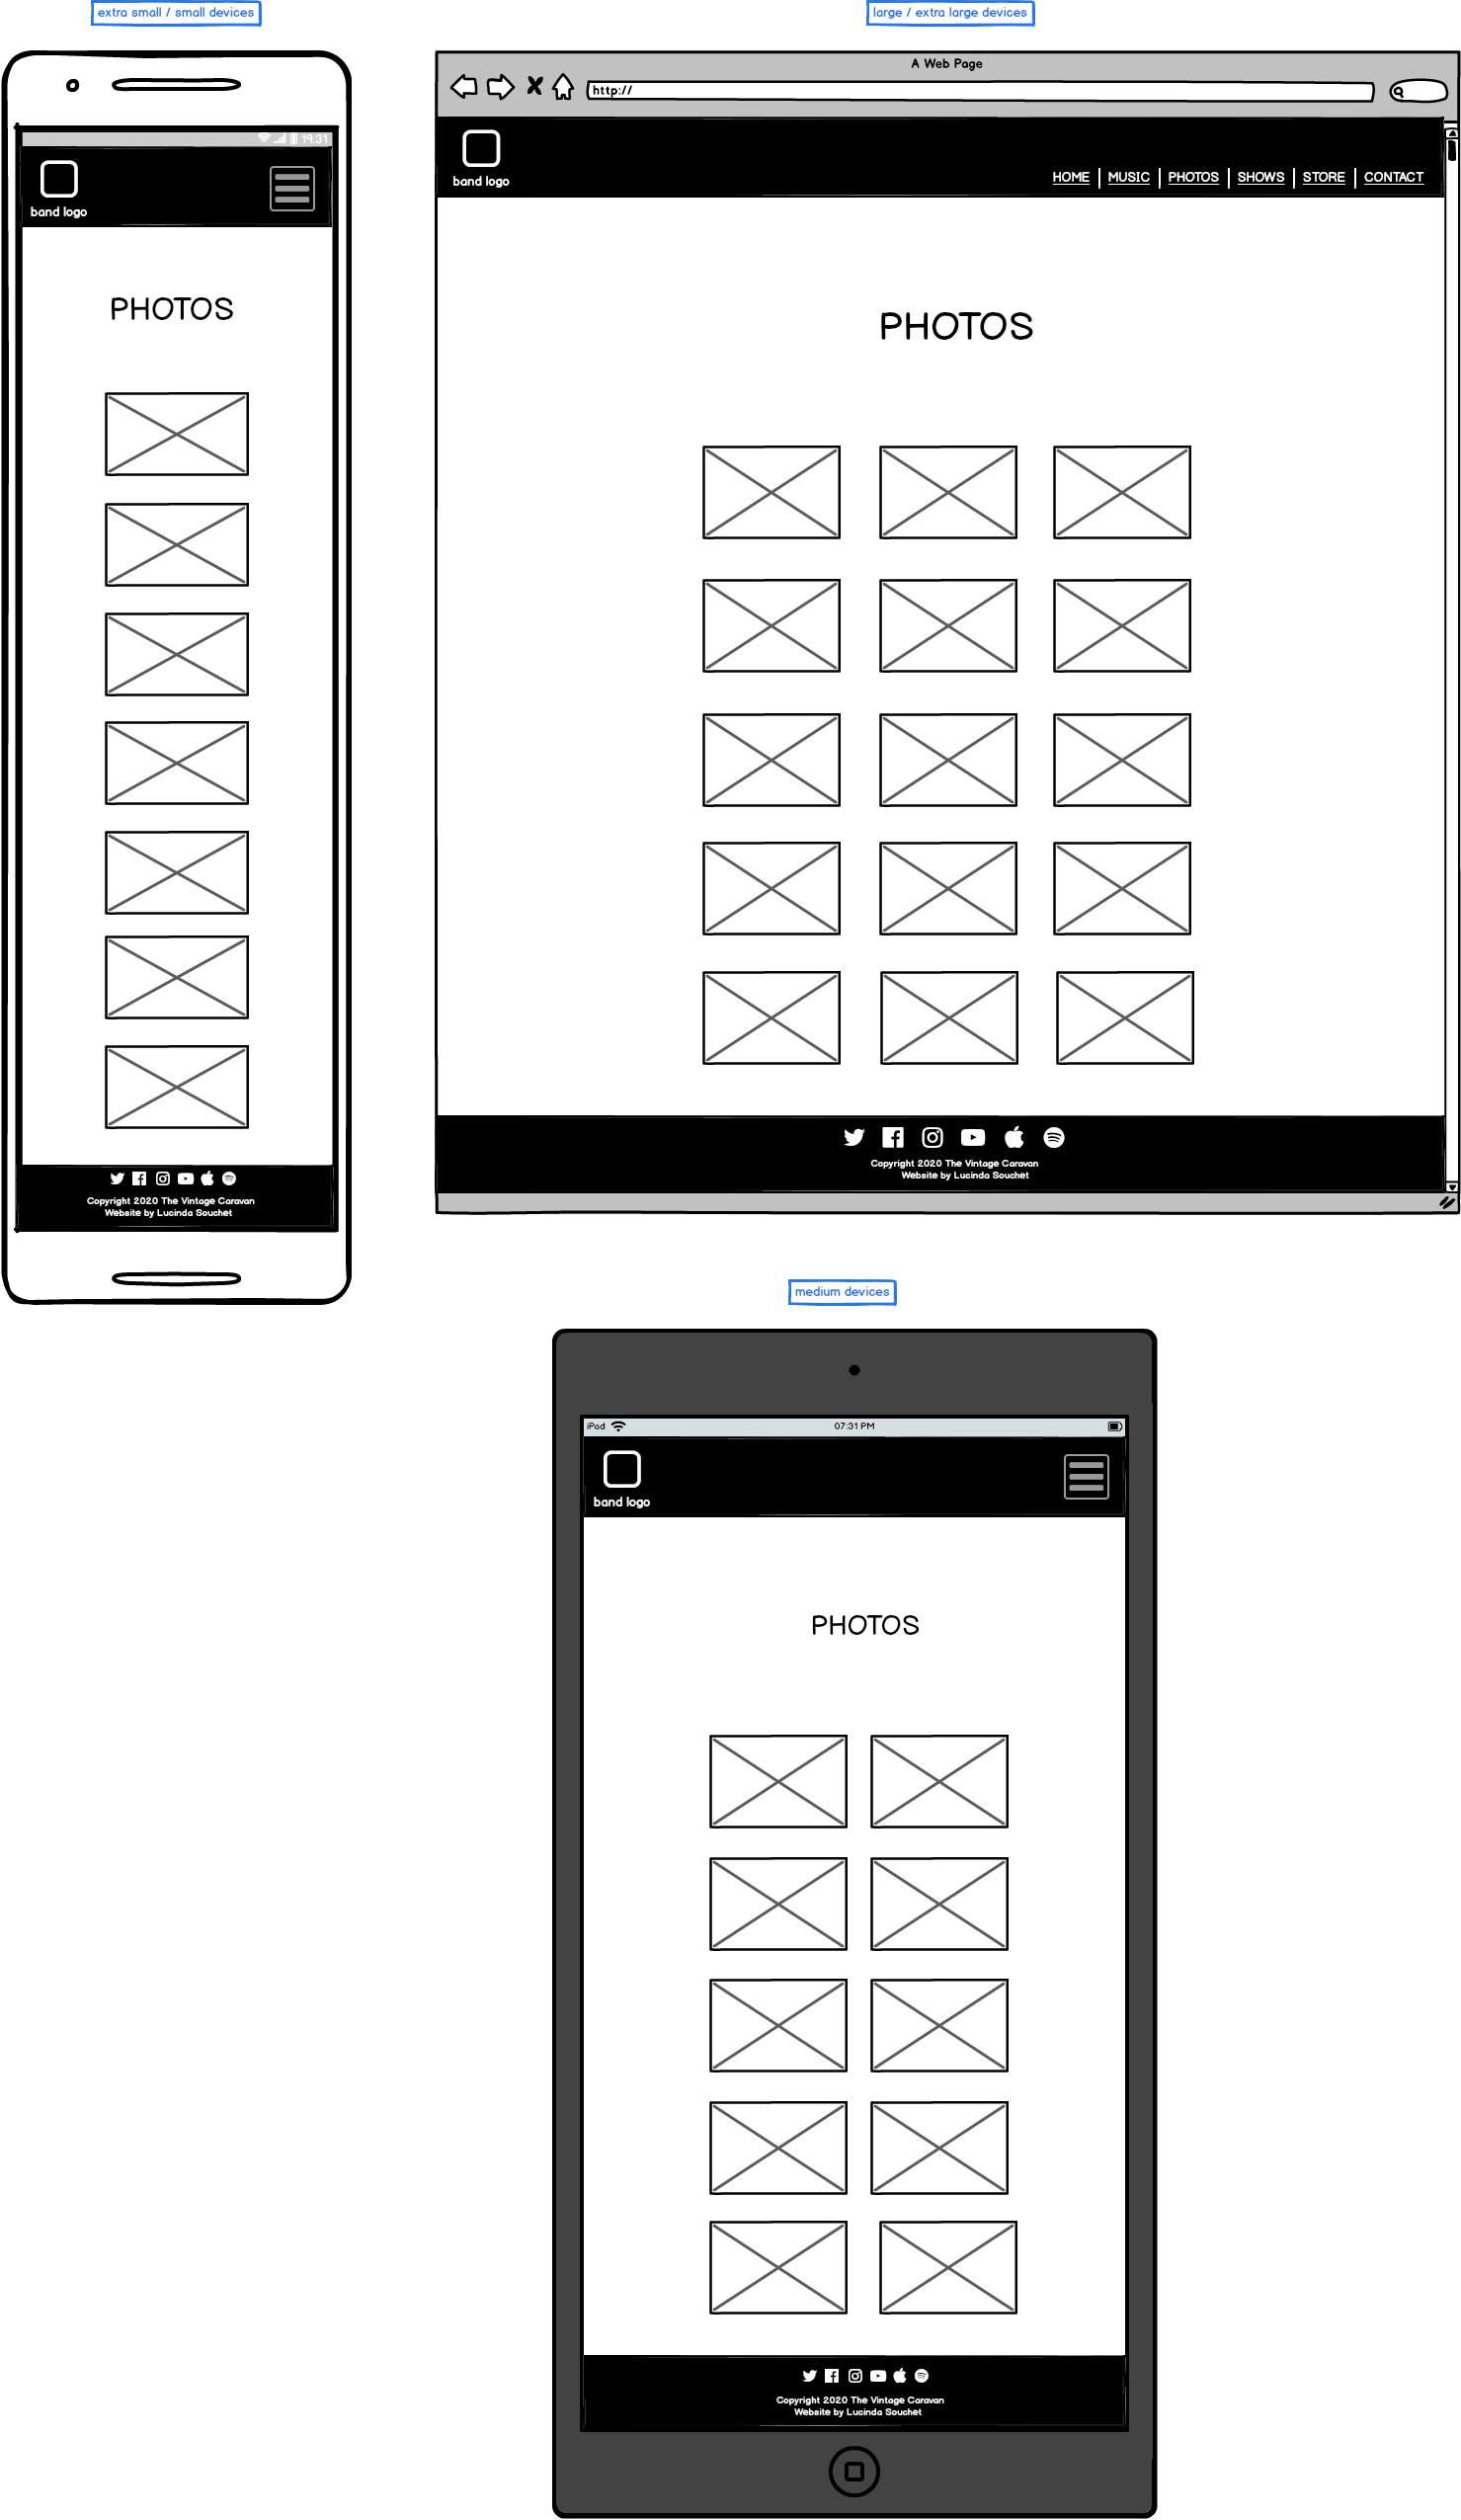 extra small / small devices
19:31
band logo
PHOTOS
Copyright 2020 The Vintage Caravan
Website by Lucinda Souchet
large / extra large devices
A Web Page
http://
band logo
HOME MUSIC PHOTOS SHOWS STORE CONTACT
PHOTOS
Copyright 2020 The Vintage Caravan
Website by Lucinda Souchet
medium devices
iPad 07:31 PM
band logo
PHOTOS
Copyright 2020 The Vintage Caravan
Website by Lucinda Souchet